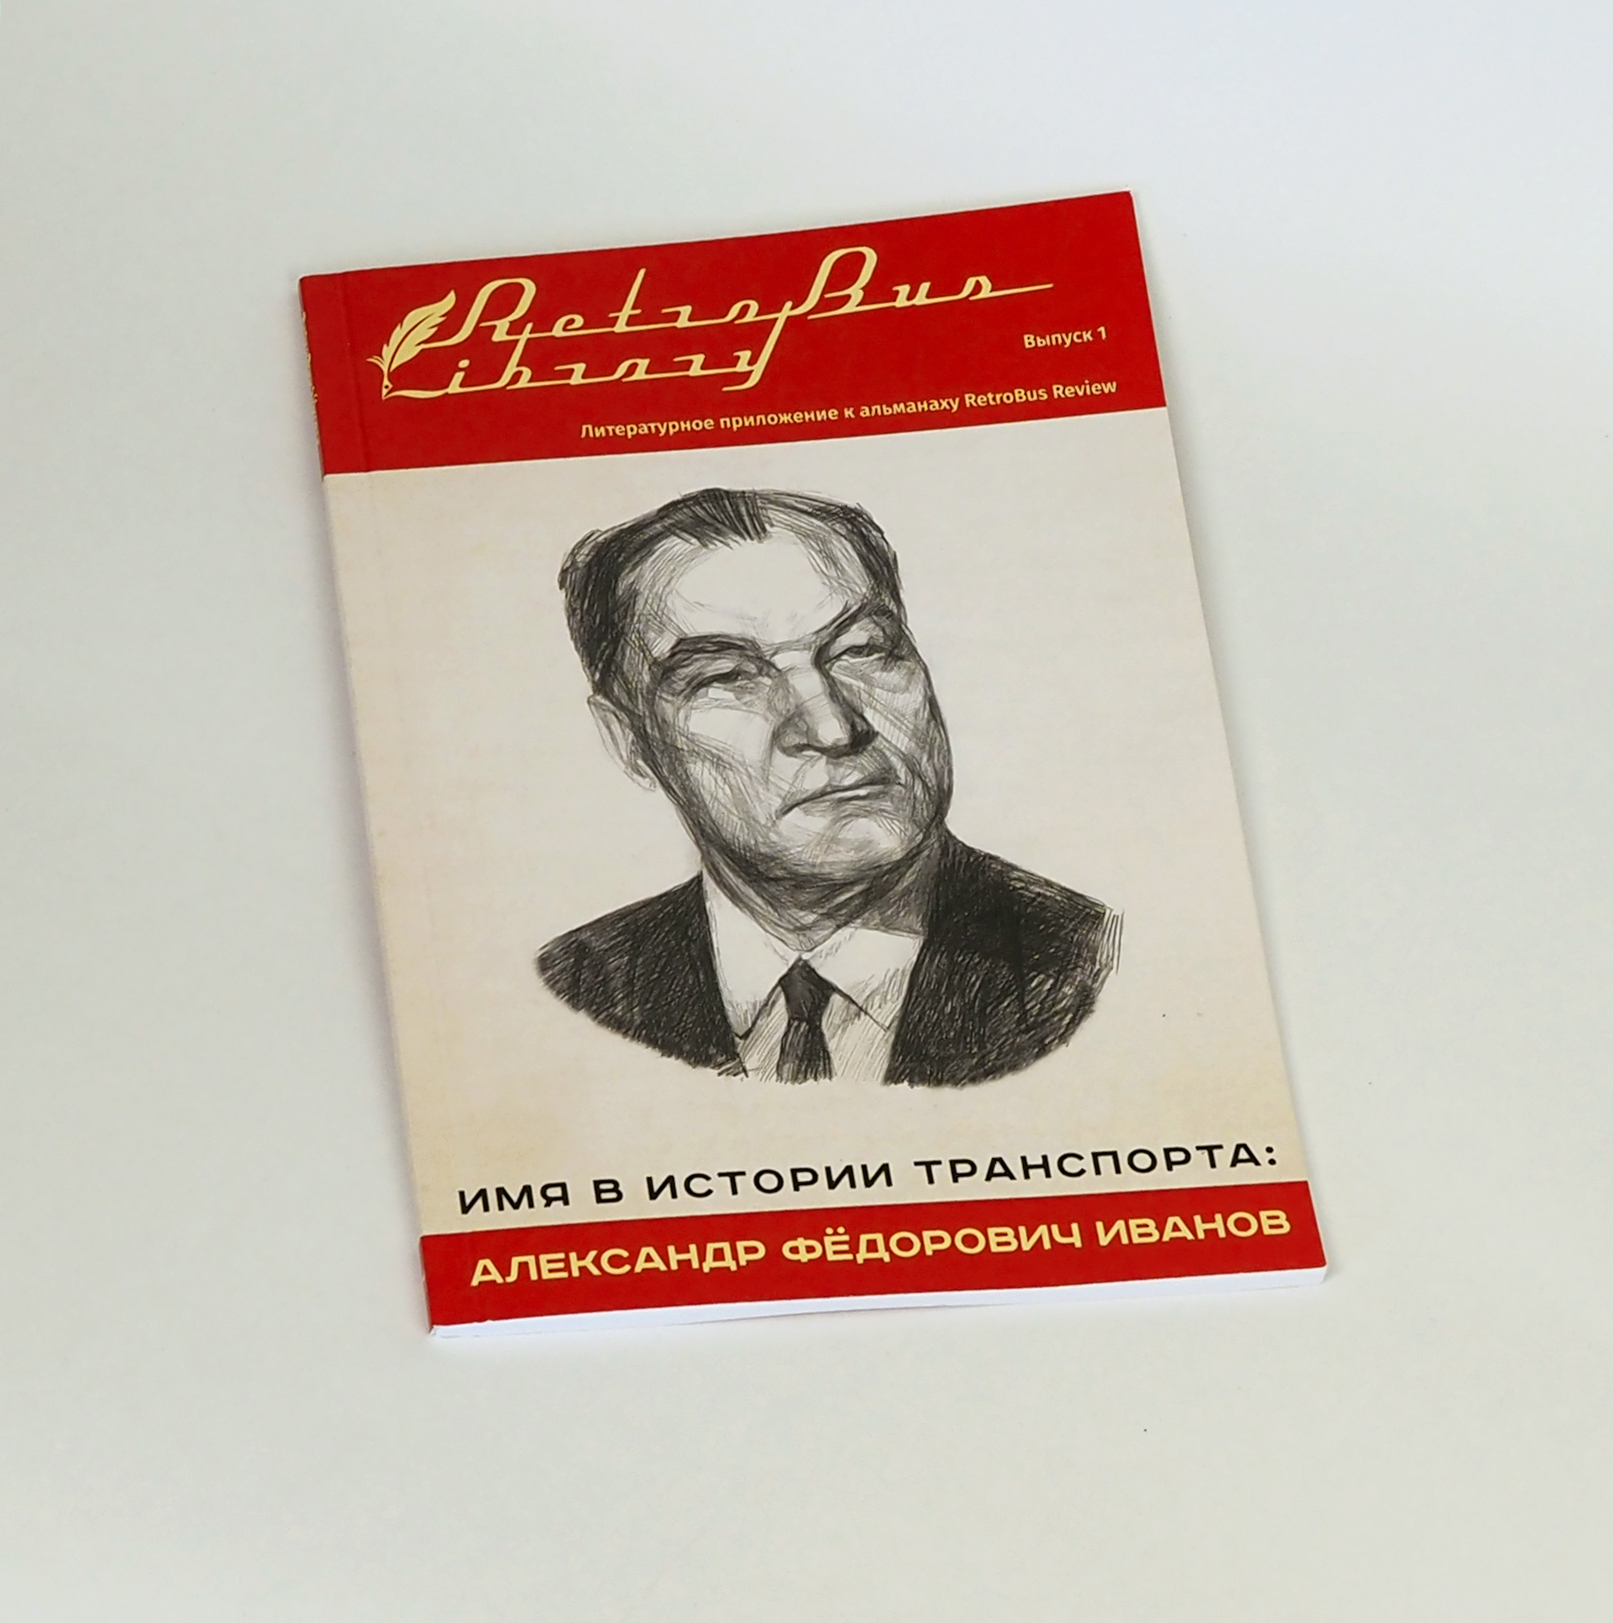 RetroBus
Library
Выпуск 1
Литературное приложение к альманаху RetroBus Review
ИМЯ В ИСТОРИИ ТРАНСПОРТА:
АЛЕКСАНДР ФЁДОРОВИЧ ИВАНОВ